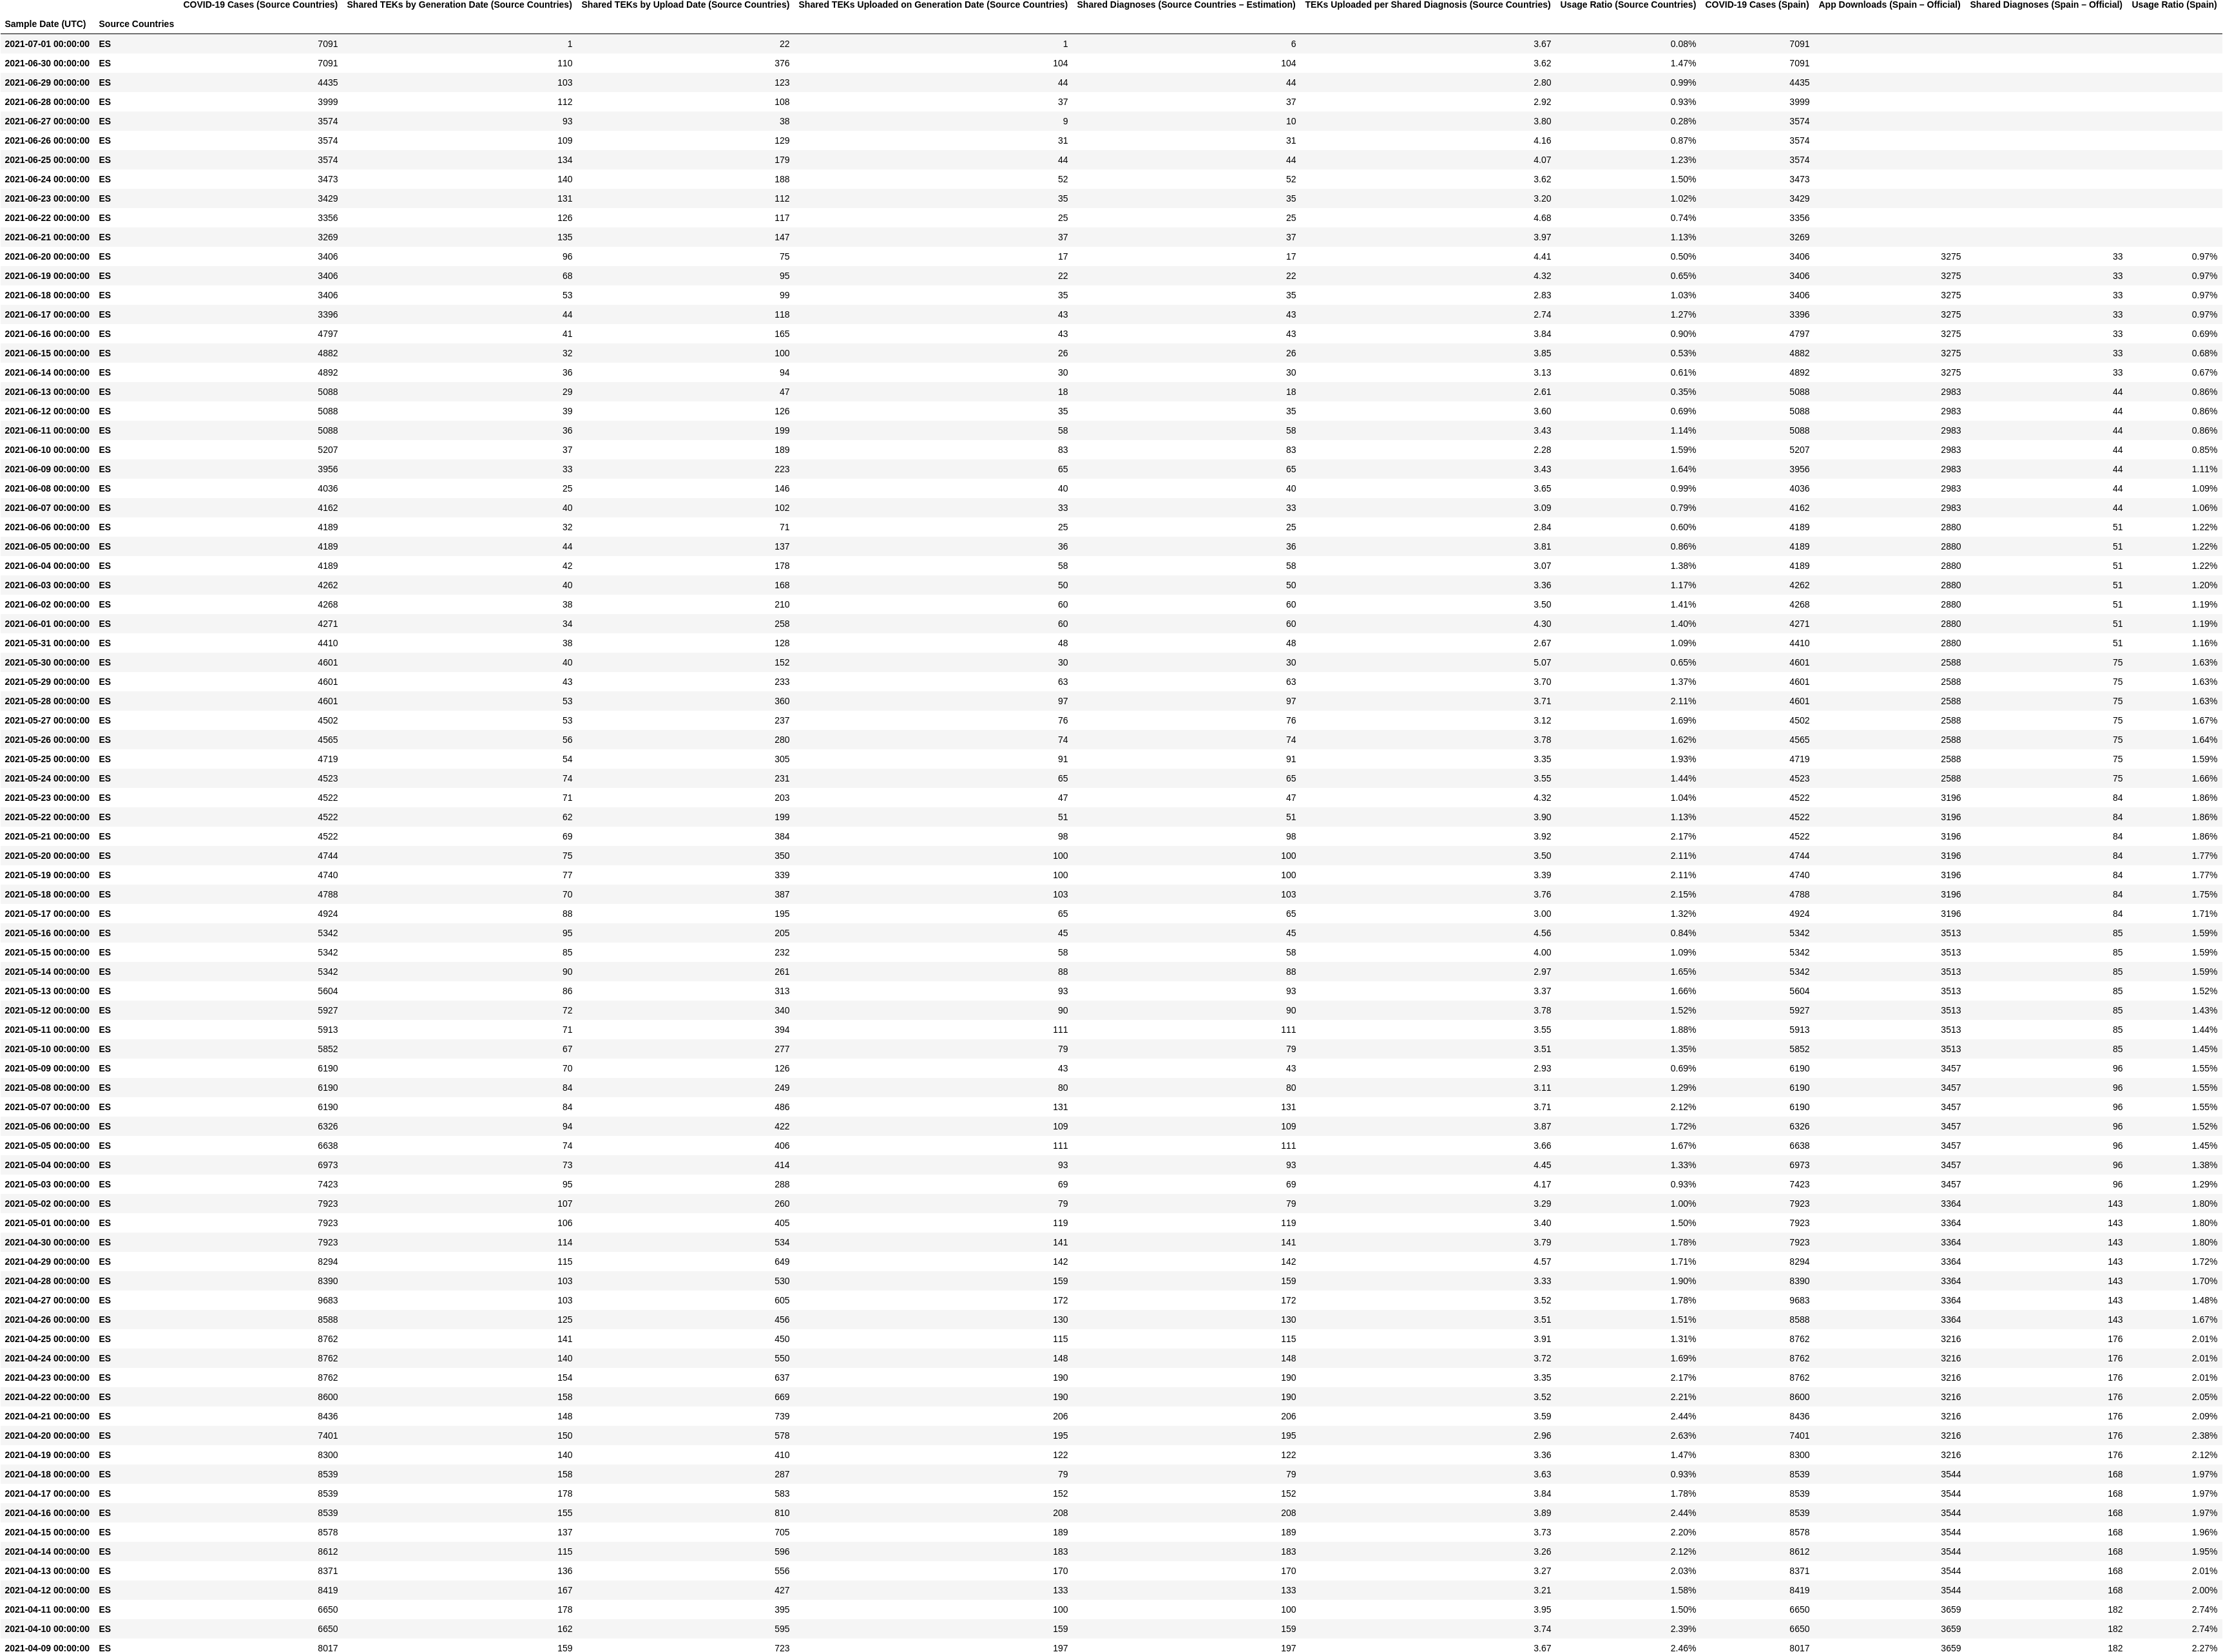 COVID-19 Cases (Source Countries) Shared TEKs by Generation Date (Source Countries) Shared TEKs by Upload Date (Source Countries) Shared TEKs Uploaded on Generation Date (Source Countries) Shared Diagnoses (Source Countries – Estimation) TEKs Uploaded per Shared Diagnosis (Source Countries) Usage Ratio (Source Countries) COVID-19 Cases (Spain) App Downloads (Spain – Official) Shared Diagnoses (Spain – Official) Usage Ratio (Spain)
Sample Date (UTC) Source Countries
2021-07-01 00:00:00 ES 7091 1 22 1 6 3.67 0.08% 7091
2021-06-30 00:00:00 ES 7091 110 376 104 104 3.62 1.47% 7091
2021-06-29 00:00:00 ES 4435 103 123 44 44 2.80 0.99% 4435
2021-06-28 00:00:00 ES 3999 112 108 37 37 2.92 0.93% 3999
2021-06-27 00:00:00 ES 3574 93 38 9 10 3.80 0.28% 3574
2021-06-26 00:00:00 ES 3574 109 129 31 31 4.16 0.87% 3574
2021-06-25 00:00:00 ES 3574 134 179 44 44 4.07 1.23% 3574
2021-06-24 00:00:00 ES 3473 140 188 52 52 3.62 1.50% 3473
2021-06-23 00:00:00 ES 3429 131 112 35 35 3.20 1.02% 3429
2021-06-22 00:00:00 ES 3356 126 117 25 25 4.68 0.74% 3356
2021-06-21 00:00:00 ES 3269 135 147 37 37 3.97 1.13% 3269
2021-06-20 00:00:00 ES 3406 96 75 17 17 4.41 0.50% 3406 3275 33 0.97%
2021-06-19 00:00:00 ES 3406 68 95 22 22 4.32 0.65% 3406 3275 33 0.97%
2021-06-18 00:00:00 ES 3406 53 99 35 35 2.83 1.03% 3406 3275 33 0.97%
2021-06-17 00:00:00 ES 3396 44 118 43 43 2.74 1.27% 3396 3275 33 0.97%
2021-06-16 00:00:00 ES 4797 41 165 43 43 3.84 0.90% 4797 3275 33 0.69%
2021-06-15 00:00:00 ES 4882 32 100 26 26 3.85 0.53% 4882 3275 33 0.68%
2021-06-14 00:00:00 ES 4892 36 94 30 30 3.13 0.61% 4892 3275 33 0.67%
2021-06-13 00:00:00 ES 5088 29 47 18 18 2.61 0.35% 5088 2983 44 0.86%
2021-06-12 00:00:00 ES 5088 39 126 35 35 3.60 0.69% 5088 2983 44 0.86%
2021-06-11 00:00:00 ES 5088 36 199 58 58 3.43 1.14% 5088 2983 44 0.86%
2021-06-10 00:00:00 ES 5207 37 189 83 83 2.28 1.59% 5207 2983 44 0.85%
2021-06-09 00:00:00 ES 3956 33 223 65 65 3.43 1.64% 3956 2983 44 1.11%
2021-06-08 00:00:00 ES 4036 25 146 40 40 3.65 0.99% 4036 2983 44 1.09%
2021-06-07 00:00:00 ES 4162 40 102 33 33 3.09 0.79% 4162 2983 44 1.06%
2021-06-06 00:00:00 ES 4189 32 71 25 25 2.84 0.60% 4189 2880 51 1.22%
2021-06-05 00:00:00 ES 4189 44 137 36 36 3.81 0.86% 4189 2880 51 1.22%
2021-06-04 00:00:00 ES 4189 42 178 58 58 3.07 1.38% 4189 2880 51 1.22%
2021-06-03 00:00:00 ES 4262 40 168 50 50 3.36 1.17% 4262 2880 51 1.20%
2021-06-02 00:00:00 ES 4268 38 210 60 60 3.50 1.41% 4268 2880 51 1.19%
2021-06-01 00:00:00 ES 4271 34 258 60 60 4.30 1.40% 4271 2880 51 1.19%
2021-05-31 00:00:00 ES 4410 38 128 48 48 2.67 1.09% 4410 2880 51 1.16%
2021-05-30 00:00:00 ES 4601 40 152 30 30 5.07 0.65% 4601 2588 75 1.63%
2021-05-29 00:00:00 ES 4601 43 233 63 63 3.70 1.37% 4601 2588 75 1.63%
2021-05-28 00:00:00 ES 4601 53 360 97 97 3.71 2.11% 4601 2588 75 1.63%
2021-05-27 00:00:00 ES 4502 53 237 76 76 3.12 1.69% 4502 2588 75 1.67%
2021-05-26 00:00:00 ES 4565 56 280 74 74 3.78 1.62% 4565 2588 75 1.64%
2021-05-25 00:00:00 ES 4719 54 305 91 91 3.35 1.93% 4719 2588 75 1.59%
2021-05-24 00:00:00 ES 4523 74 231 65 65 3.55 1.44% 4523 2588 75 1.66%
2021-05-23 00:00:00 ES 4522 71 203 47 47 4.32 1.04% 4522 3196 84 1.86%
2021-05-22 00:00:00 ES 4522 62 199 51 51 3.90 1.13% 4522 3196 84 1.86%
2021-05-21 00:00:00 ES 4522 69 384 98 98 3.92 2.17% 4522 3196 84 1.86%
2021-05-20 00:00:00 ES 4744 75 350 100 100 3.50 2.11% 4744 3196 84 1.77%
2021-05-19 00:00:00 ES 4740 77 339 100 100 3.39 2.11% 4740 3196 84 1.77%
2021-05-18 00:00:00 ES 4788 70 387 103 103 3.76 2.15% 4788 3196 84 1.75%
2021-05-17 00:00:00 ES 4924 88 195 65 65 3.00 1.32% 4924 3196 84 1.71%
2021-05-16 00:00:00 ES 5342 95 205 45 45 4.56 0.84% 5342 3513 85 1.59%
2021-05-15 00:00:00 ES 5342 85 232 58 58 4.00 1.09% 5342 3513 85 1.59%
2021-05-14 00:00:00 ES 5342 90 261 88 88 2.97 1.65% 5342 3513 85 1.59%
2021-05-13 00:00:00 ES 5604 86 313 93 93 3.37 1.66% 5604 3513 85 1.52%
2021-05-12 00:00:00 ES 5927 72 340 90 90 3.78 1.52% 5927 3513 85 1.43%
2021-05-11 00:00:00 ES 5913 71 394 111 111 3.55 1.88% 5913 3513 85 1.44%
2021-05-10 00:00:00 ES 5852 67 277 79 79 3.51 1.35% 5852 3513 85 1.45%
2021-05-09 00:00:00 ES 6190 70 126 43 43 2.93 0.69% 6190 3457 96 1.55%
2021-05-08 00:00:00 ES 6190 84 249 80 80 3.11 1.29% 6190 3457 96 1.55%
2021-05-07 00:00:00 ES 6190 84 486 131 131 3.71 2.12% 6190 3457 96 1.55%
2021-05-06 00:00:00 ES 6326 94 422 109 109 3.87 1.72% 6326 3457 96 1.52%
2021-05-05 00:00:00 ES 6638 74 406 111 111 3.66 1.67% 6638 3457 96 1.45%
2021-05-04 00:00:00 ES 6973 73 414 93 93 4.45 1.33% 6973 3457 96 1.38%
2021-05-03 00:00:00 ES 7423 95 288 69 69 4.17 0.93% 7423 3457 96 1.29%
2021-05-02 00:00:00 ES 7923 107 260 79 79 3.29 1.00% 7923 3364 143 1.80%
2021-05-01 00:00:00 ES 7923 106 405 119 119 3.40 1.50% 7923 3364 143 1.80%
2021-04-30 00:00:00 ES 7923 114 534 141 141 3.79 1.78% 7923 3364 143 1.80%
2021-04-29 00:00:00 ES 8294 115 649 142 142 4.57 1.71% 8294 3364 143 1.72%
2021-04-28 00:00:00 ES 8390 103 530 159 159 3.33 1.90% 8390 3364 143 1.70%
2021-04-27 00:00:00 ES 9683 103 605 172 172 3.52 1.78% 9683 3364 143 1.48%
2021-04-26 00:00:00 ES 8588 125 456 130 130 3.51 1.51% 8588 3364 143 1.67%
2021-04-25 00:00:00 ES 8762 141 450 115 115 3.91 1.31% 8762 3216 176 2.01%
2021-04-24 00:00:00 ES 8762 140 550 148 148 3.72 1.69% 8762 3216 176 2.01%
2021-04-23 00:00:00 ES 8762 154 637 190 190 3.35 2.17% 8762 3216 176 2.01%
2021-04-22 00:00:00 ES 8600 158 669 190 190 3.52 2.21% 8600 3216 176 2.05%
2021-04-21 00:00:00 ES 8436 148 739 206 206 3.59 2.44% 8436 3216 176 2.09%
2021-04-20 00:00:00 ES 7401 150 578 195 195 2.96 2.63% 7401 3216 176 2.38%
2021-04-19 00:00:00 ES 8300 140 410 122 122 3.36 1.47% 8300 3216 176 2.12%
2021-04-18 00:00:00 ES 8539 158 287 79 79 3.63 0.93% 8539 3544 168 1.97%
2021-04-17 00:00:00 ES 8539 178 583 152 152 3.84 1.78% 8539 3544 168 1.97%
2021-04-16 00:00:00 ES 8539 155 810 208 208 3.89 2.44% 8539 3544 168 1.97%
2021-04-15 00:00:00 ES 8578 137 705 189 189 3.73 2.20% 8578 3544 168 1.96%
2021-04-14 00:00:00 ES 8612 115 596 183 183 3.26 2.12% 8612 3544 168 1.95%
2021-04-13 00:00:00 ES 8371 136 556 170 170 3.27 2.03% 8371 3544 168 2.01%
2021-04-12 00:00:00 ES 8419 167 427 133 133 3.21 1.58% 8419 3544 168 2.00%
2021-04-11 00:00:00 ES 6650 178 395 100 100 3.95 1.50% 6650 3659 182 2.74%
2021-04-10 00:00:00 ES 6650 162 595 159 159 3.74 2.39% 6650 3659 182 2.74%
2021-04-09 00:00:00 ES 8017 159 723 197 197 3.67 2.46% 8017 3659 182 2.27%